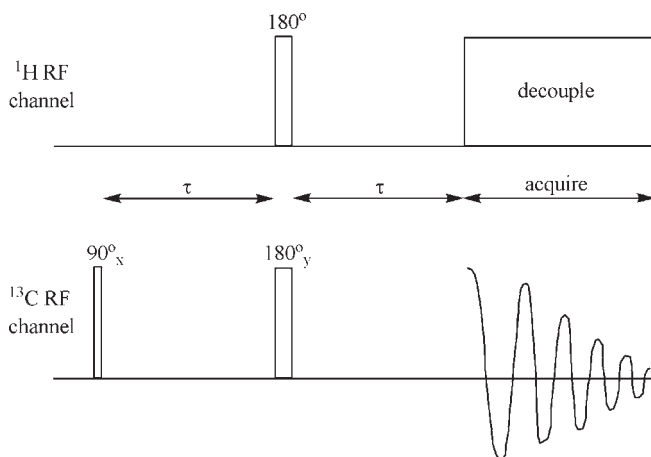 180°
¹H RF
channel
decouple
τ
τ
acquire
90°ₓ
180°ᵧ
¹³C RF
channel